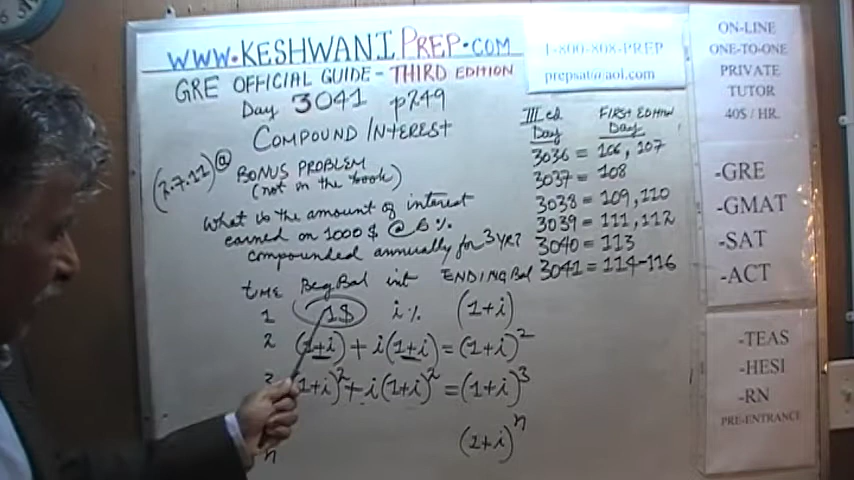 WWW.KESHWANIPREP.COM
GRE OFFICIAL GUIDE - THIRD EDITION
Day 3041 p249
COMPOUND INTEREST
(2.7.12)@ BONUS PROBLEM
(not in the book)
What is the amount of interest
earned on 1000 $ @ 6 %
compounded annually for 3 YR?
TIME Beg Bal int ENDING Bal
1 1$ i % (1+i)
2 (1+i) + i(1+i) = (1+i)²
3 (1+i)² + i(1+i)² = (1+i)³
n (1+i)ⁿ
1-800-808-PREP
prepsat@aol.com
III ed FIRST EDITION
Day Day
3036 = 106, 107
3037 = 108
3038 = 109, 110
3039 = 111, 112
3040 = 113
3041 = 114-116
ON-LINE
ONE-TO-ONE
PRIVATE
TUTOR
40$ / HR.
-GRE
-GMAT
-SAT
-ACT
-TEAS
-HESI
-RN
PRE-ENTRANCE